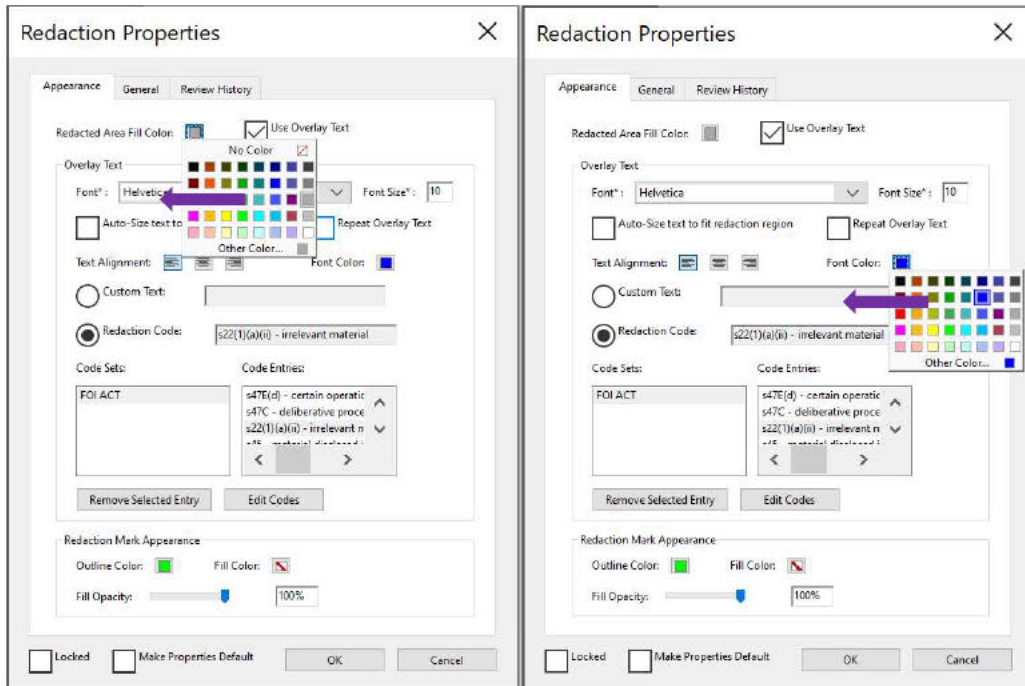 Redaction Properties
Appearance General Review History
Redacted Area Fill Color: Use Overlay Text
No Color
Overlay Text
Font* : Helvetica Font Size* : 10
Auto-Size text to Repeat Overlay Text
Other Color...
Text Alignment: Font Color:
Custom Text:
Redaction Code: s22(1)(a)(ii) - irrelevant material
Code Sets: Code Entries:
FOI ACT
s47E(d) - certain operatic
s47C - deliberative proce
s22(1)(a)(ii) - irrelevant n
Remove Selected Entry Edit Codes
Redaction Mark Appearance
Outline Color: Fill Color:
Fill Opacity: 100%
Locked Make Properties Default OK Cancel
Redaction Properties
Appearance General Review History
Redacted Area Fill Color: Use Overlay Text
Overlay Text
Font* : Helvetica Font Size* : 10
Auto-Size text to fit redaction region Repeat Overlay Text
Text Alignment: Font Color:
Custom Text:
Redaction Code: s22(1)(a)(ii) - irrelevant material
Other Color...
Code Sets: Code Entries:
FOI ACT
s47E(d) - certain operatic
s47C - deliberative proce
s22(1)(a)(ii) - irrelevant n
Remove Selected Entry Edit Codes
Redaction Mark Appearance
Outline Color: Fill Color:
Fill Opacity: 100%
Locked Make Properties Default OK Cancel